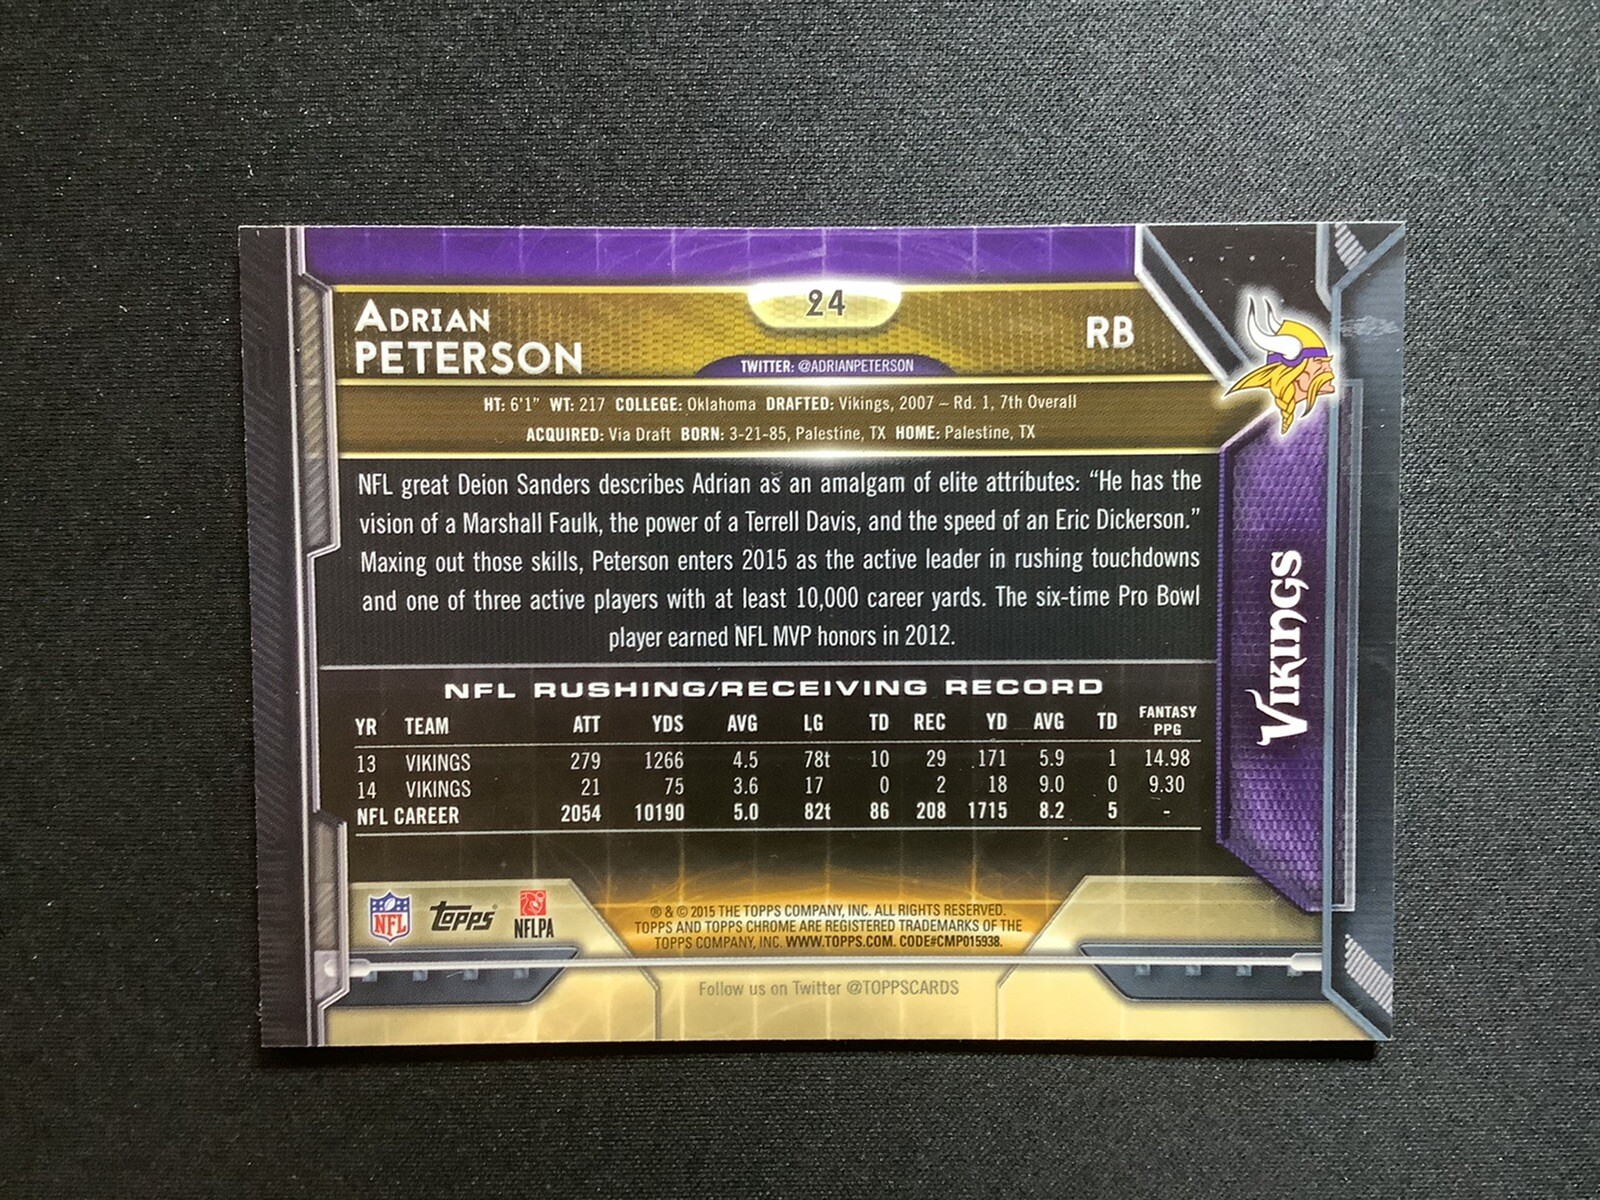 24
ADRIAN
PETERSON
RB
TWITTER: @ADRIANPETERSON
HT: 6'1" WT: 217 COLLEGE: Oklahoma DRAFTED: Vikings, 2007 – Rd. 1, 7th Overall
ACQUIRED: Via Draft BORN: 3-21-85, Palestine, TX HOME: Palestine, TX
NFL great Deion Sanders describes Adrian as an amalgam of elite attributes: “He has the
vision of a Marshall Faulk, the power of a Terrell Davis, and the speed of an Eric Dickerson.”
Maxing out those skills, Peterson enters 2015 as the active leader in rushing touchdowns
and one of three active players with at least 10,000 career yards. The six-time Pro Bowl
player earned NFL MVP honors in 2012.
VIKINGS
NFL RUSHING/RECEIVING RECORD
YR TEAM ATT YDS AVG LG TD REC YD AVG TD FANTASY PPG
13 VIKINGS 279 1266 4.5 78t 10 29 171 5.9 1 14.98
14 VIKINGS 21 75 3.6 17 0 2 18 9.0 0 9.30
NFL CAREER 2054 10190 5.0 82t 86 208 1715 8.2 5 -
NFL
Topps
NFLPA
® & © 2015 THE TOPPS COMPANY, INC. ALL RIGHTS RESERVED.
TOPPS AND TOPPS CHROME ARE REGISTERED TRADEMARKS OF THE
TOPPS COMPANY, INC. WWW.TOPPS.COM. CODE#CMP015938.
Follow us on Twitter @TOPPSCARDS